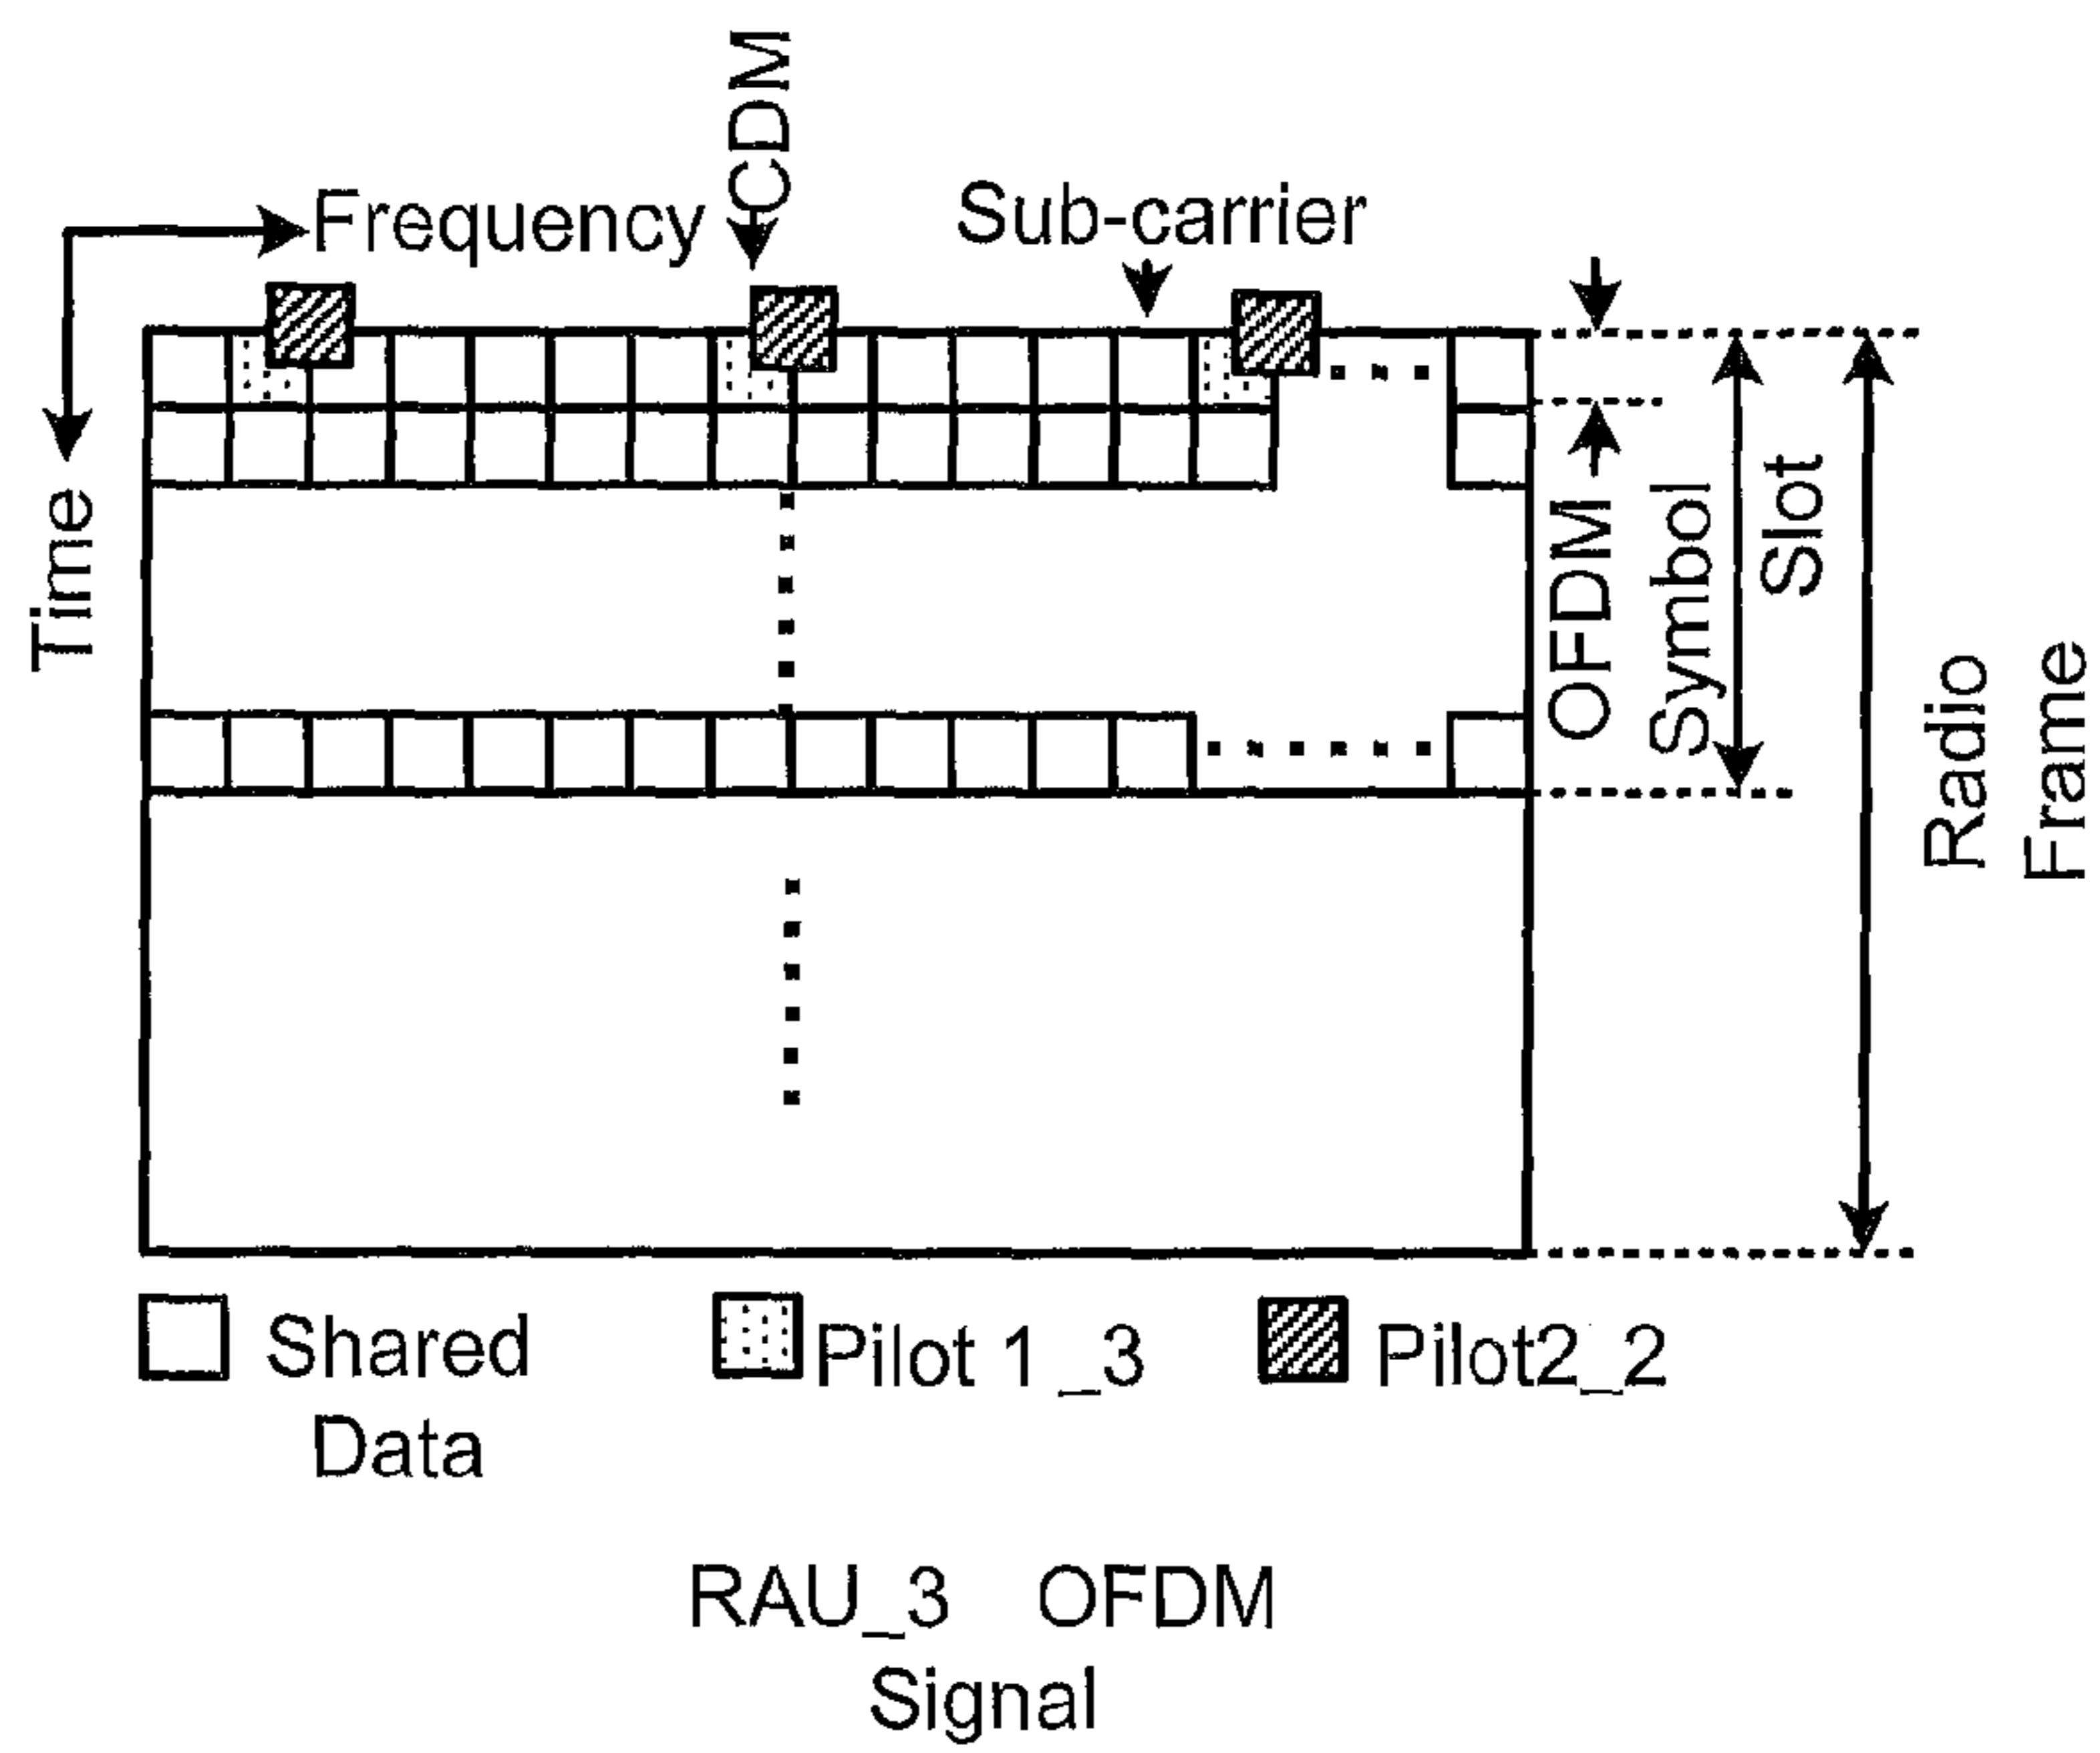 CDM
Frequency
Sub-carrier
Time
OFDM
Symbol
Slot
Radio
Frame
Shared
Data
Pilot 1_3
Pilot2_2
RAU_3 OFDM
Signal